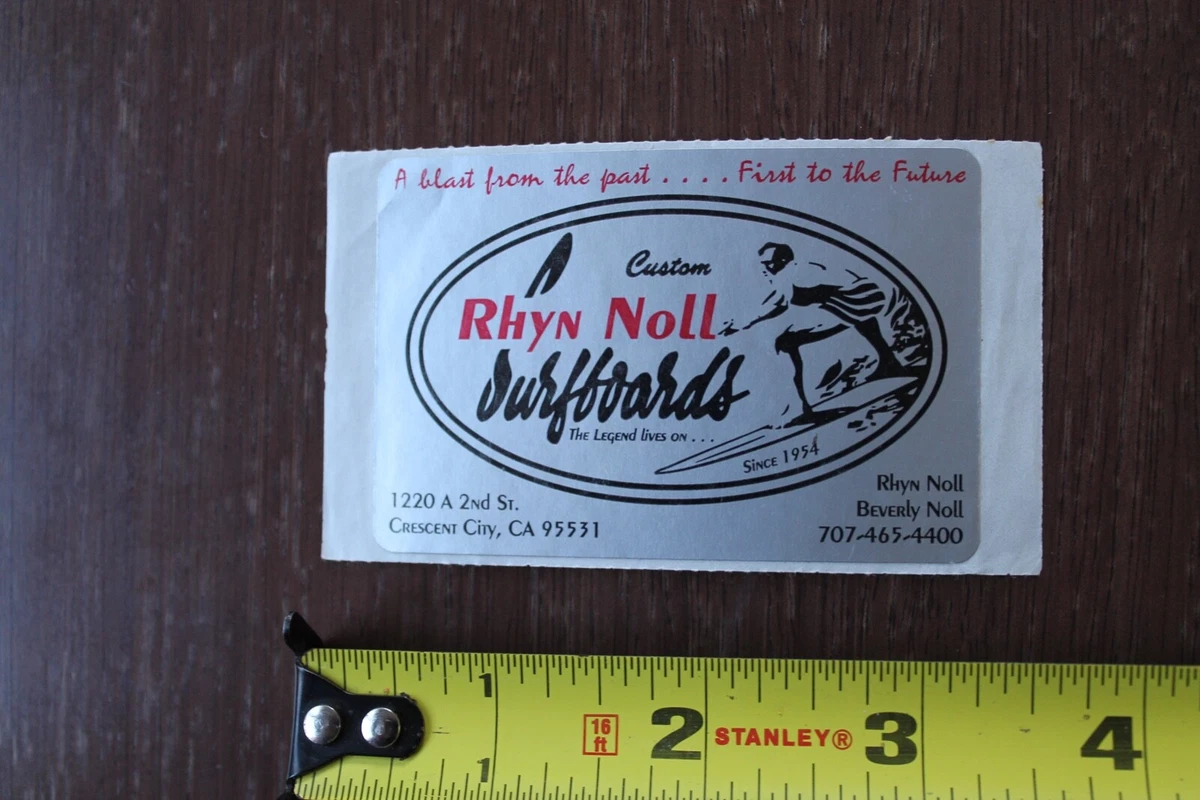 A blast from the past . . . . First to the Future
Custom
Rhyn Noll
Surfboards
The Legend lives on . . .
Since 1954
1220 A 2nd St.
Crescent City, CA 95531
Rhyn Noll
Beverly Noll
707-465-4400
1
16
ft
2
STANLEY®
3
4
1